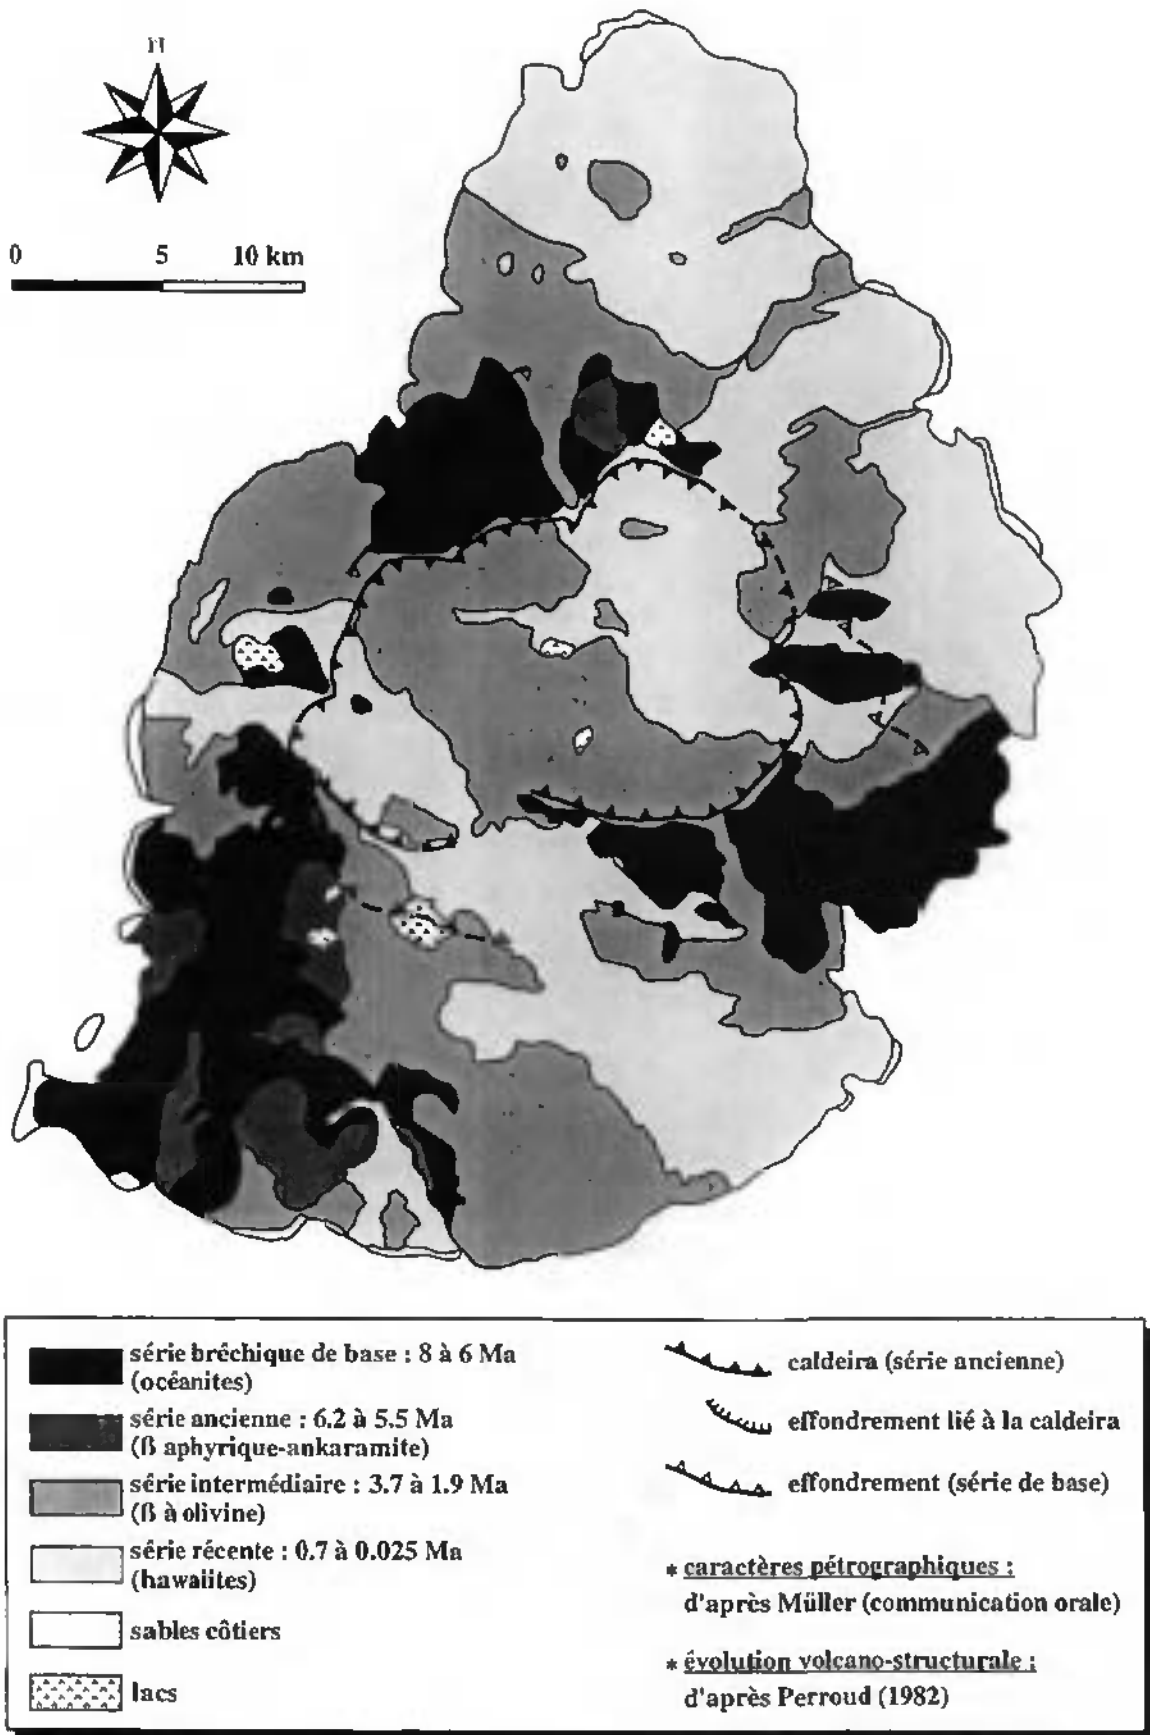 N
0 5 10 km
série bréchique de base : 8 à 6 Ma
(océanites)
série ancienne : 6.2 à 5.5 Ma
(ß aphyrique-ankaramite)
série intermédiaire : 3.7 à 1.9 Ma
(ß à olivine)
série récente : 0.7 à 0.025 Ma
(hawaiites)
sables côtiers
lacs
caldeira (série ancienne)
effondrement lié à la caldeira
effondrement (série de base)
* caractères pétrographiques :
d'après Müller (communication orale)
* évolution volcano-structurale :
d'après Perroud (1982)